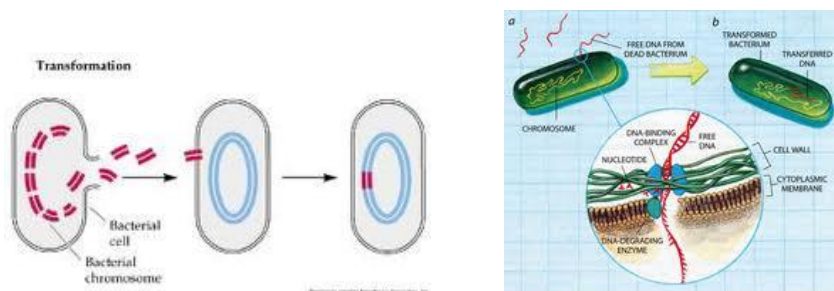 Transformation
Bacterial
cell
Bacterial
chromosome
a
b
FREE DNA FROM
DEAD BACTERIUM
TRANSFORMED
BACTERIUM
TRANSFERRED
DNA
CHROMOSOME
DNA-BINDING
COMPLEX
FREE
DNA
NUCLEOTIDE
CELL WALL
CYTOPLASMIC
MEMBRANE
DNA-DEGRADING
ENZYME